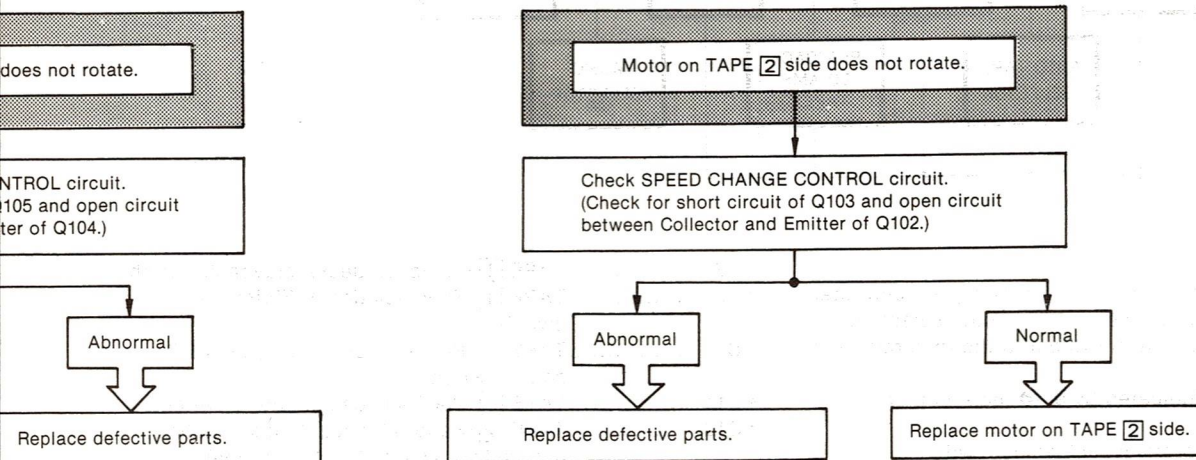 does not rotate.
NTROL circuit.
105 and open circuit
ter of Q104.)
Abnormal
Replace defective parts.
Motor on TAPE 2 side does not rotate.
Check SPEED CHANGE CONTROL circuit.
(Check for short circuit of Q103 and open circuit
between Collector and Emitter of Q102.)
Abnormal
Normal
Replace defective parts.
Replace motor on TAPE 2 side.